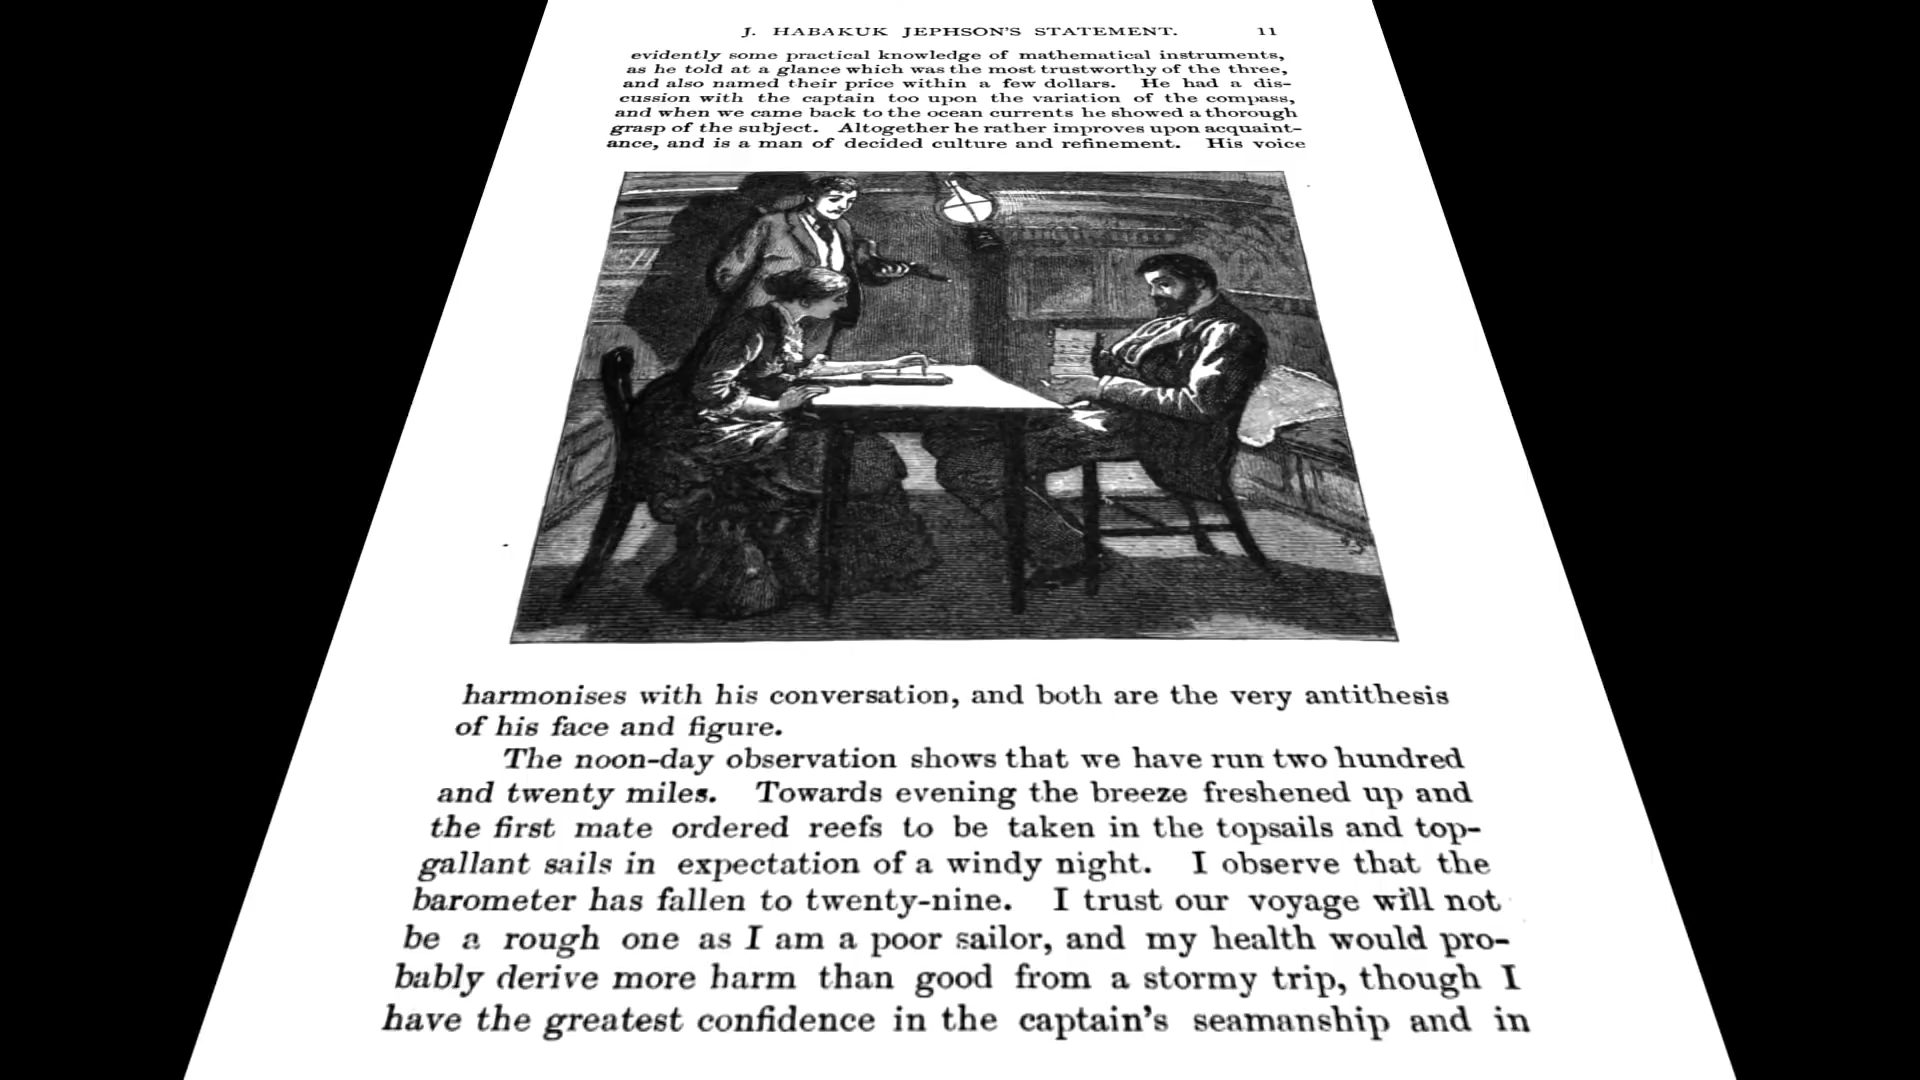 J. HABAKUK JEPHSON'S STATEMENT. 11
evidently some practical knowledge of mathematical instruments,
as he told at a glance which was the most trustworthy of the three,
and also named their price within a few dollars. He had a dis-
cussion with the captain too upon the variation of the compass,
and when we came back to the ocean currents he showed a thorough
grasp of the subject. Altogether he rather improves upon acquaint-
ance, and is a man of decided culture and refinement. His voice
harmonises with his conversation, and both are the very antithesis
of his face and figure.
The noon-day observation shows that we have run two hundred
and twenty miles. Towards evening the breeze freshened up and
the first mate ordered reefs to be taken in the topsails and top-
gallant sails in expectation of a windy night. I observe that the
barometer has fallen to twenty-nine. I trust our voyage will not
be a rough one as I am a poor sailor, and my health would pro-
bably derive more harm than good from a stormy trip, though I
have the greatest confidence in the captain's seamanship and in